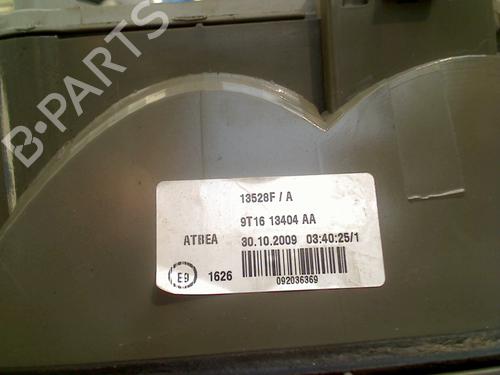 B-PARTS
13528F / A
9T16 13404 AA
ATBEA 30.10.2009 03:40:25/1
E9 1626
092036369